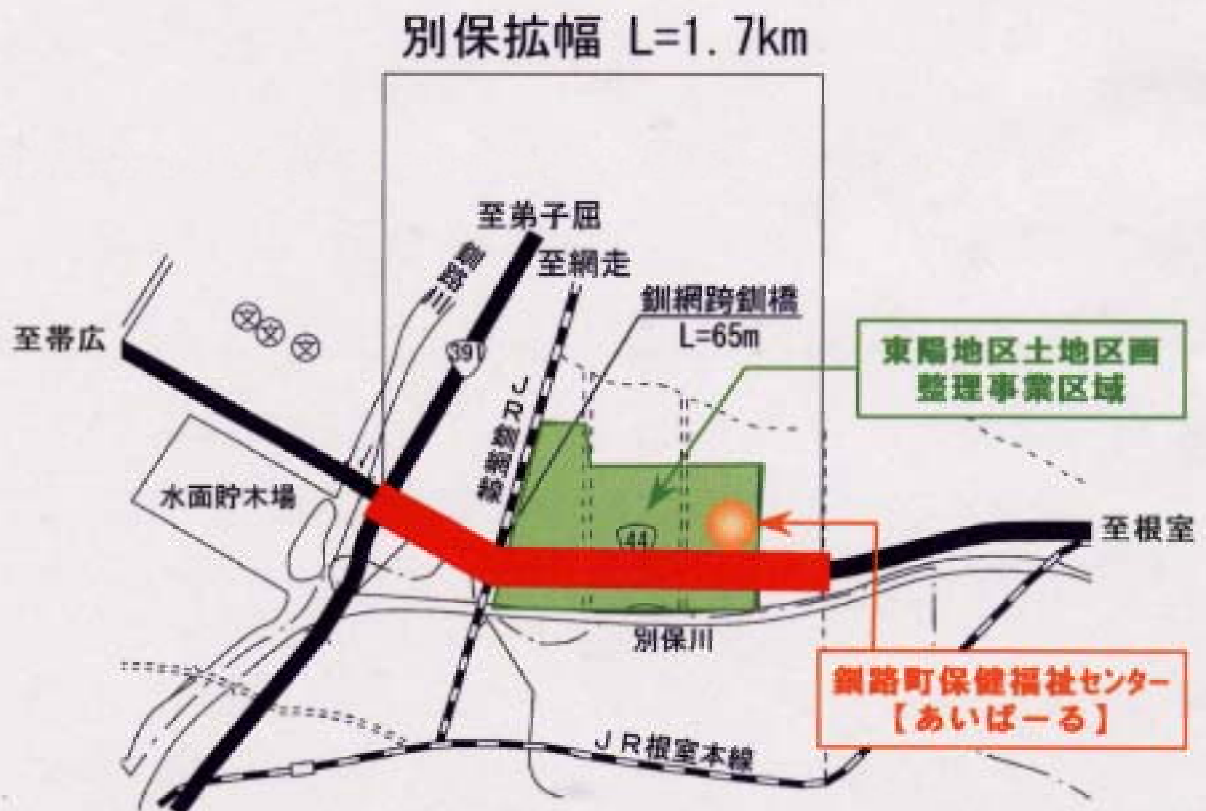 別保拡幅 L=1.7km
至弟子屈
釧路川
至網走
391
釧網跨釧橋
L=65m
至帯広
東陽地区土地区画
整理事業区域
JR釧網線
水面貯木場
44
至根室
別保川
釧路町保健福祉センター
【あいぱーる】
JR根室本線